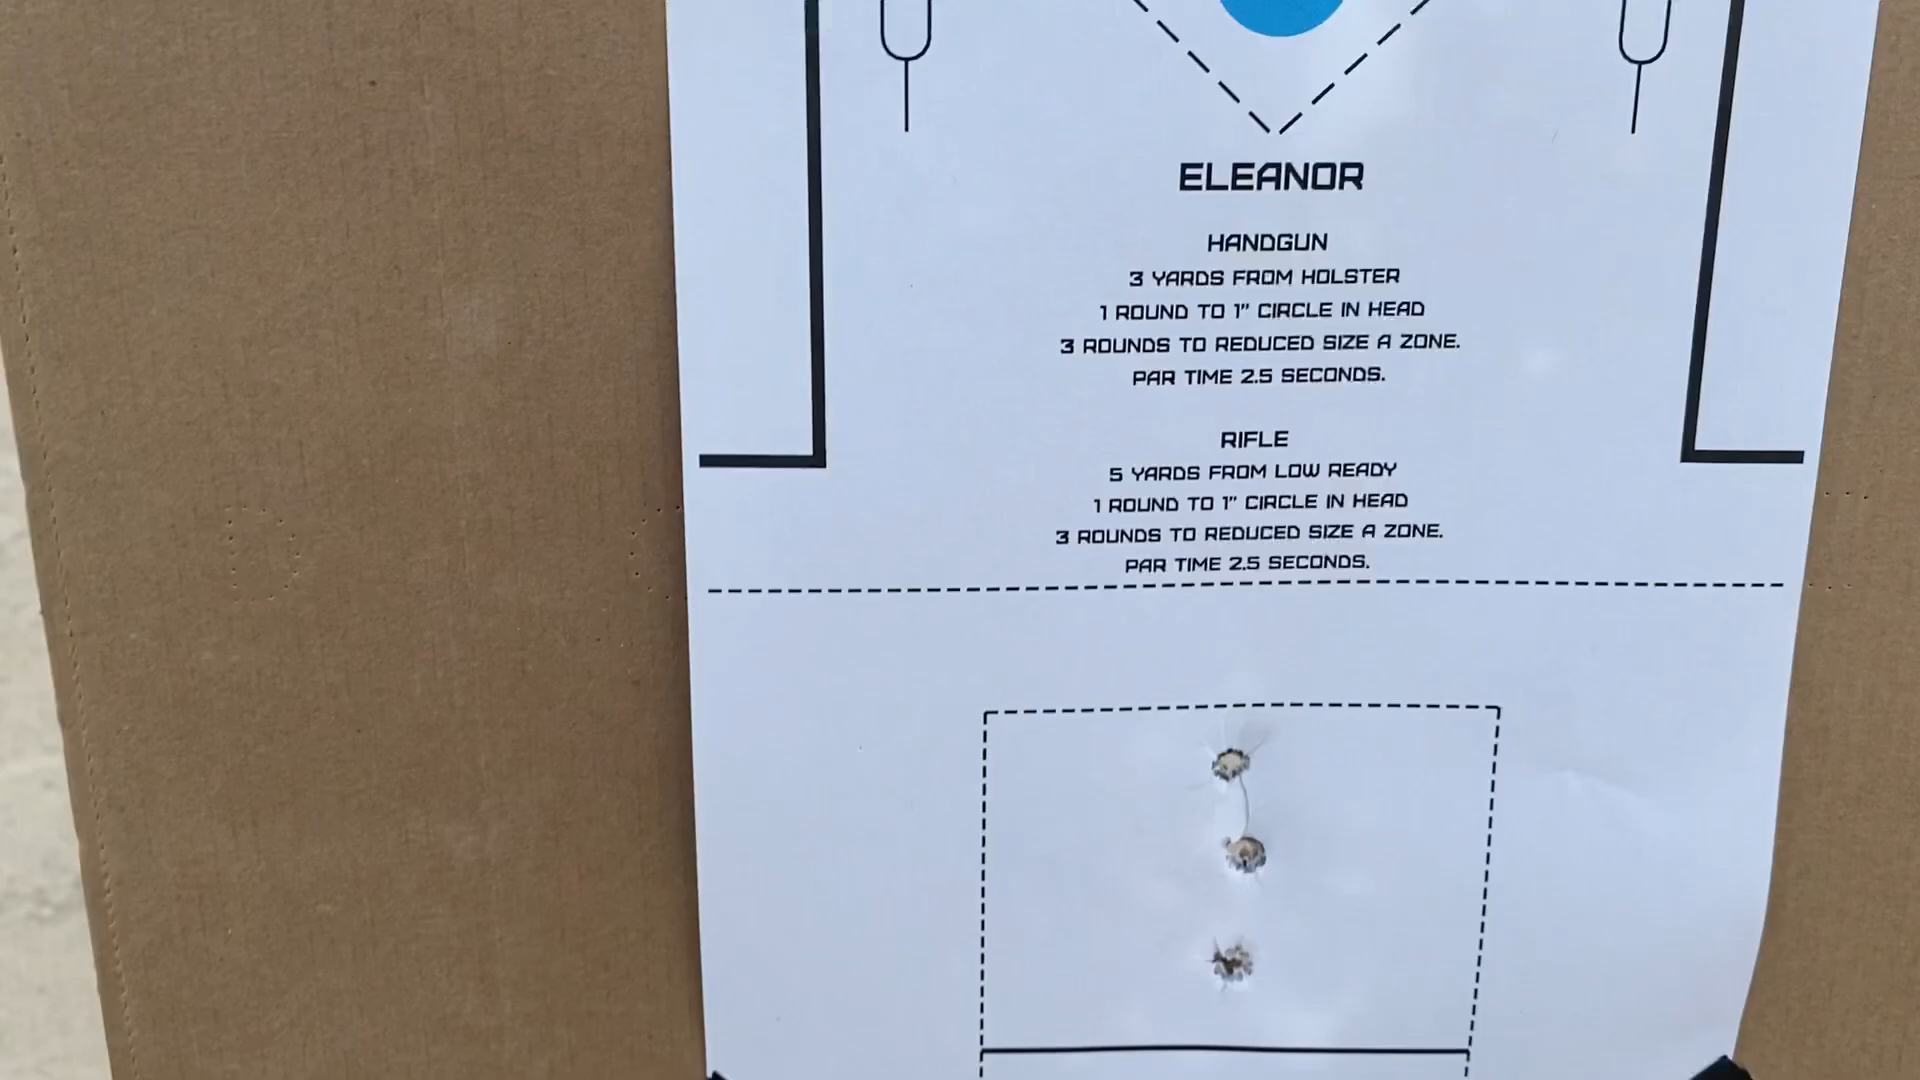 ELEANOR
HANDGUN
3 YARDS FROM HOLSTER
1 ROUND TO 1" CIRCLE IN HEAD
3 ROUNDS TO REDUCED SIZE A ZONE.
PAR TIME 2.5 SECONDS.
RIFLE
5 YARDS FROM LOW READY
1 ROUND TO 1" CIRCLE IN HEAD
3 ROUNDS TO REDUCED SIZE A ZONE.
PAR TIME 2.5 SECONDS.